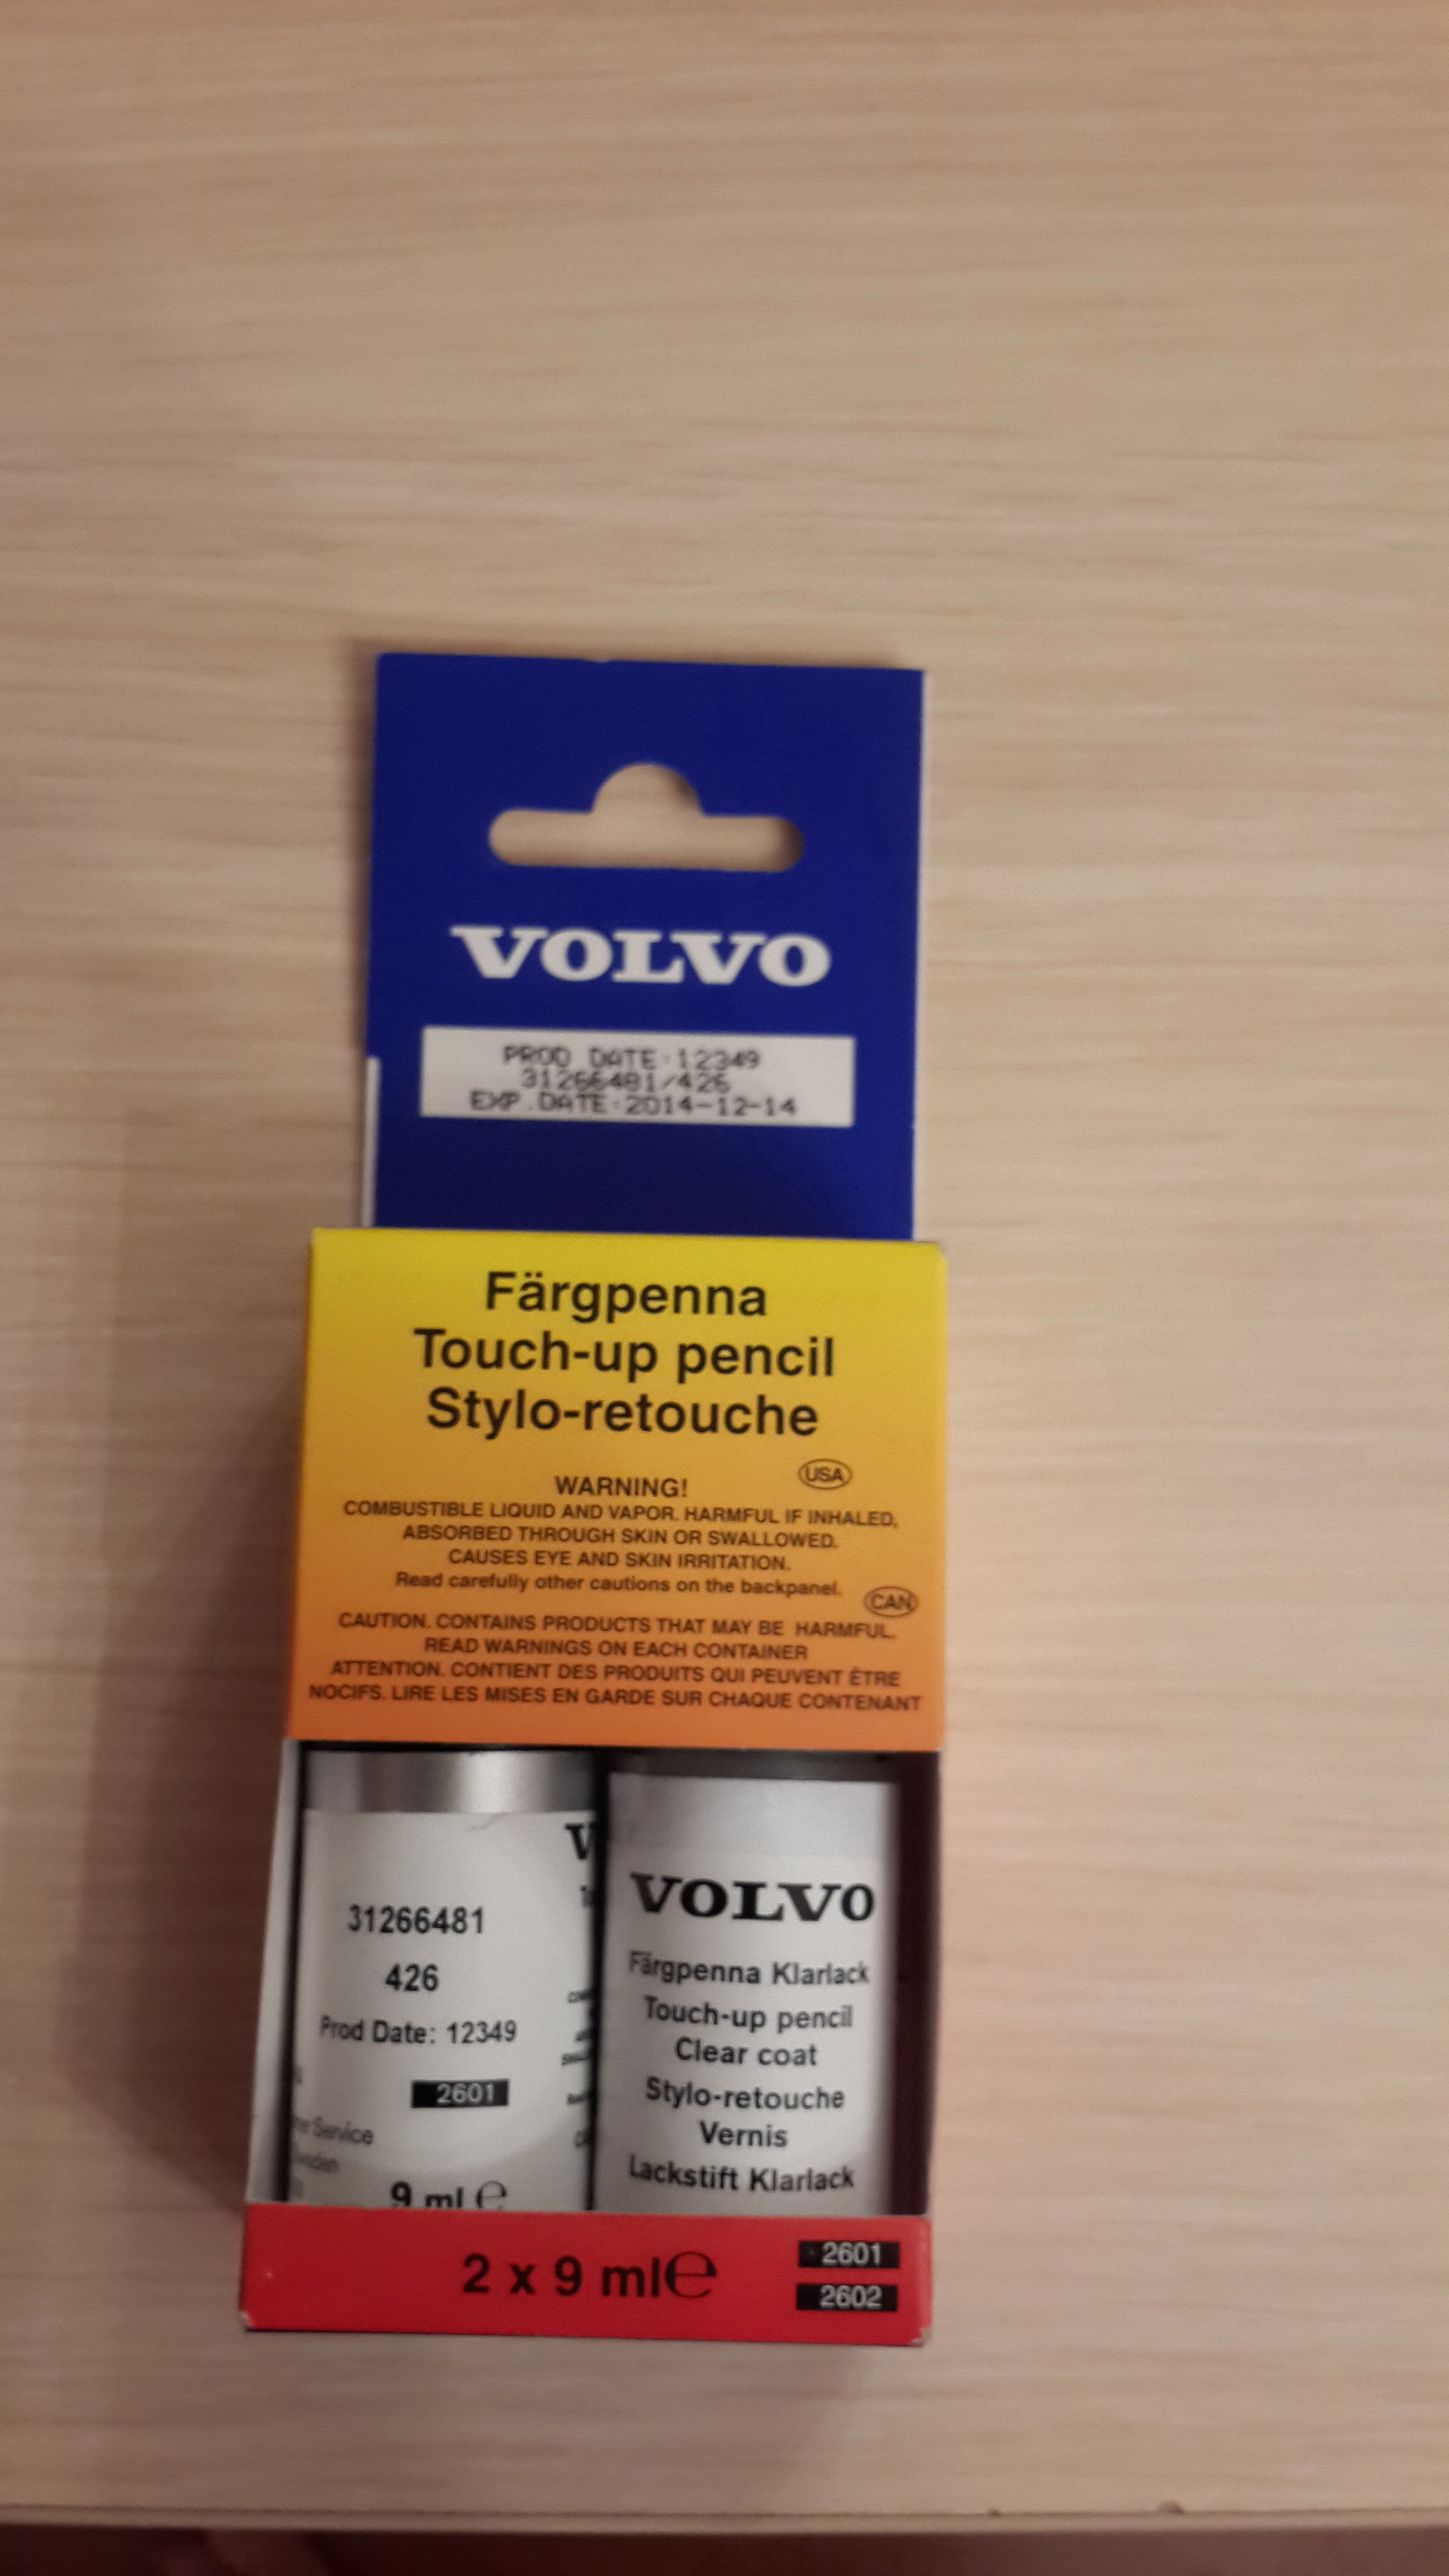 VOLVO
PROD DATE:12349
31266481/426
EXP.DATE:2014-12-14
Färgpenna
Touch-up pencil
Stylo-retouche
USA
WARNING!
COMBUSTIBLE LIQUID AND VAPOR. HARMFUL IF INHALED,
ABSORBED THROUGH SKIN OR SWALLOWED.
CAUSES EYE AND SKIN IRRITATION.
Read carefully other cautions on the backpanel.
CAN
CAUTION. CONTAINS PRODUCTS THAT MAY BE HARMFUL.
READ WARNINGS ON EACH CONTAINER
ATTENTION. CONTIENT DES PRODUITS QUI PEUVENT ÊTRE
NOCIFS. LIRE LES MISES EN GARDE SUR CHAQUE CONTENANT
31266481
426
Prod Date: 12349
2601
Service
9 ml ℮
VOLVO
Färgpenna Klarlack
Touch-up pencil
Clear coat
Stylo-retouche
Vernis
Lackstift Klarlack
2 x 9 ml℮
2601
2602